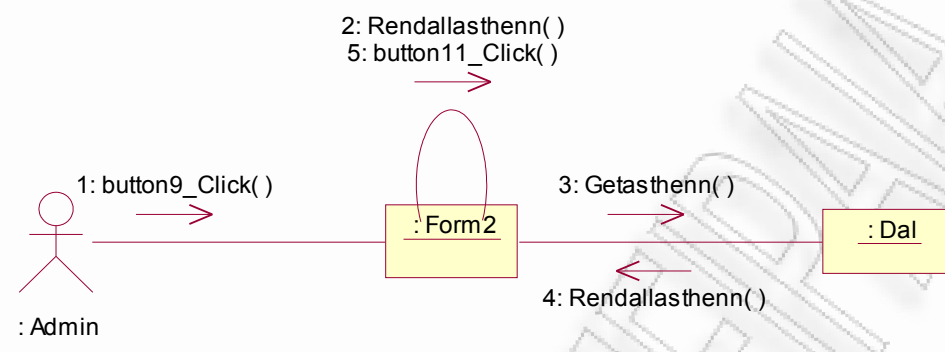 2: Rendallasthenn( )
5: button11_Click( )
1: button9_Click( )
3: Getasthenn( )
: Form2
: Dal
4: Rendallasthenn( )
: Admin